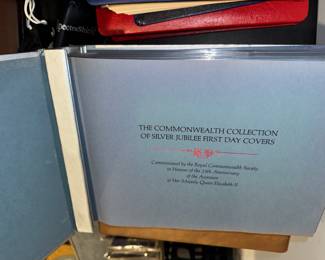 THE COMMONWEALTH COLLECTION
OF SILVER JUBILEE FIRST DAY COVERS
Commissioned by the Royal Commonwealth Society
in Honour of the 25th Anniversary
of the Accession
of Her Majesty Queen Elizabeth II